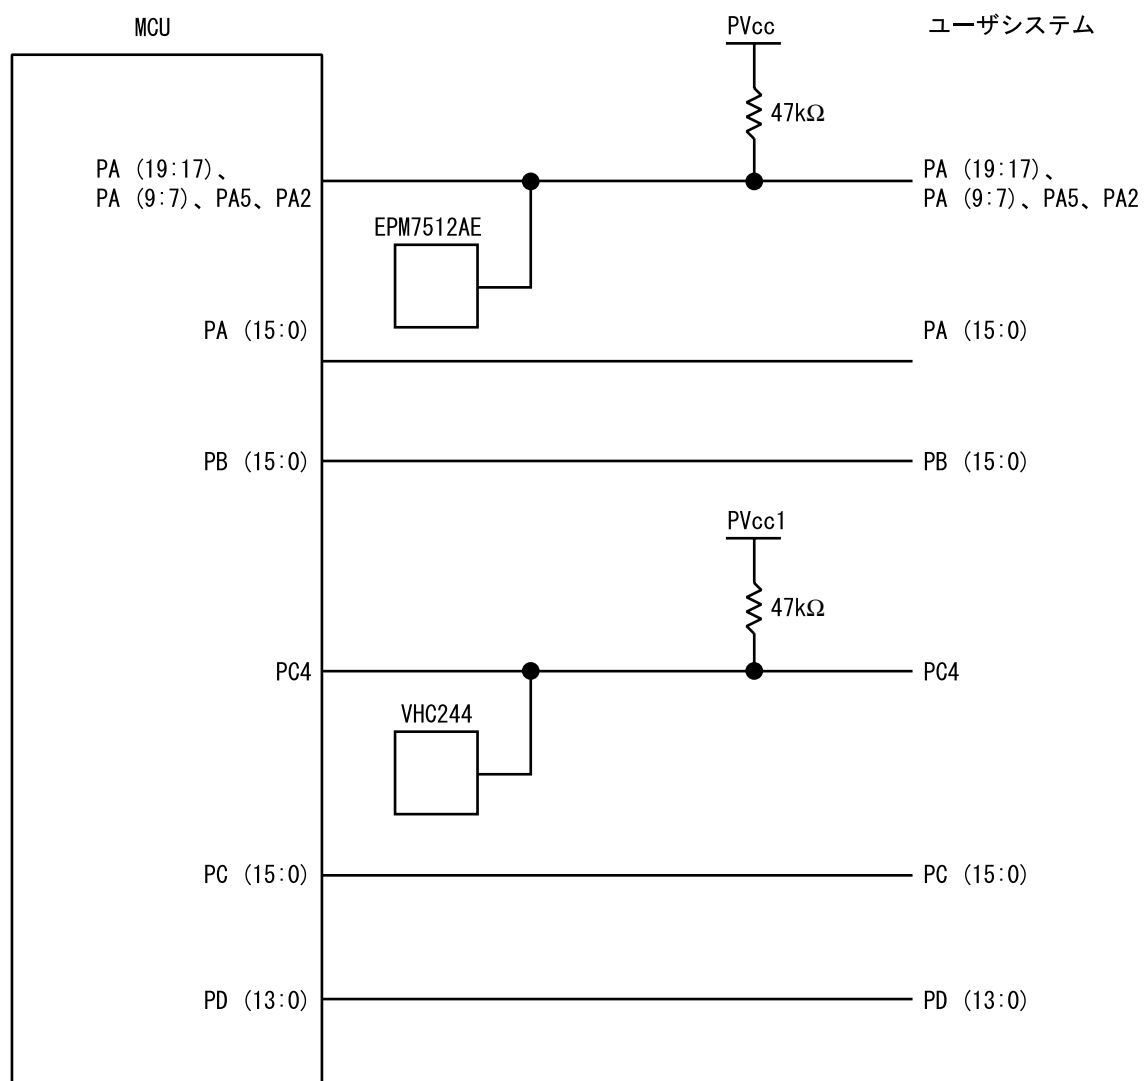 MCU
PVcc
ユーザシステム
47kΩ
PA (19:17)、
PA (9:7)、PA5、PA2
PA (19:17)、
PA (9:7)、PA5、PA2
EPM7512AE
PA (15:0)
PA (15:0)
PB (15:0)
PB (15:0)
PVcc1
47kΩ
PC4
PC4
VHC244
PC (15:0)
PC (15:0)
PD (13:0)
PD (13:0)